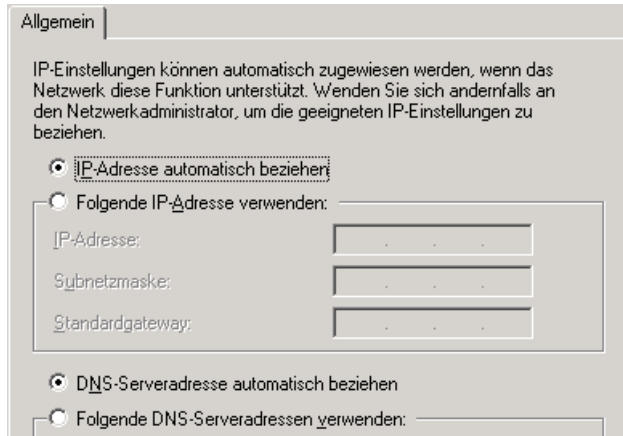 Allgemein
IP-Einstellungen können automatisch zugewiesen werden, wenn das
Netzwerk diese Funktion unterstützt. Wenden Sie sich andernfalls an
den Netzwerkadministrator, um die geeigneten IP-Einstellungen zu
beziehen.
IP-Adresse automatisch beziehen
Folgende IP-Adresse verwenden:
IP-Adresse:
Subnetzmaske:
Standardgateway:
DNS-Serveradresse automatisch beziehen
Folgende DNS-Serveradressen verwenden: